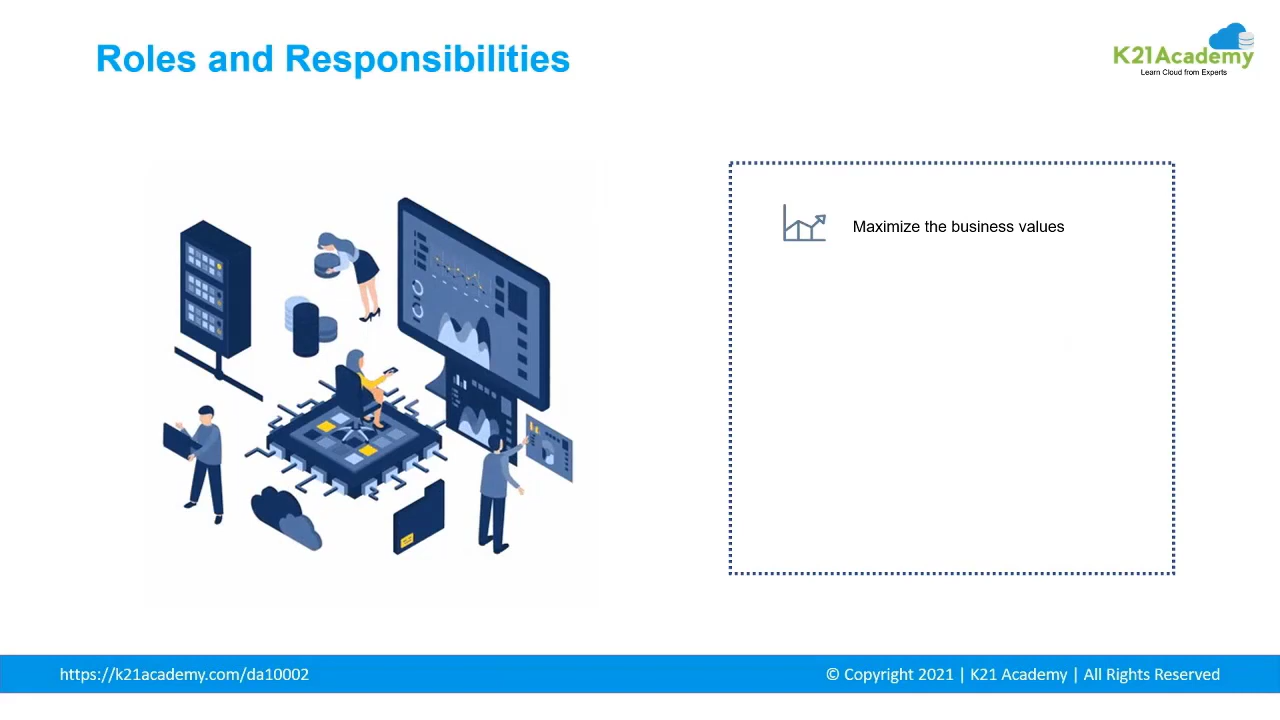 Roles and Responsibilities
K21Academy
Learn Cloud from Experts
Maximize the business values
https://k21academy.com/da10002
© Copyright 2021 | K21 Academy | All Rights Reserved